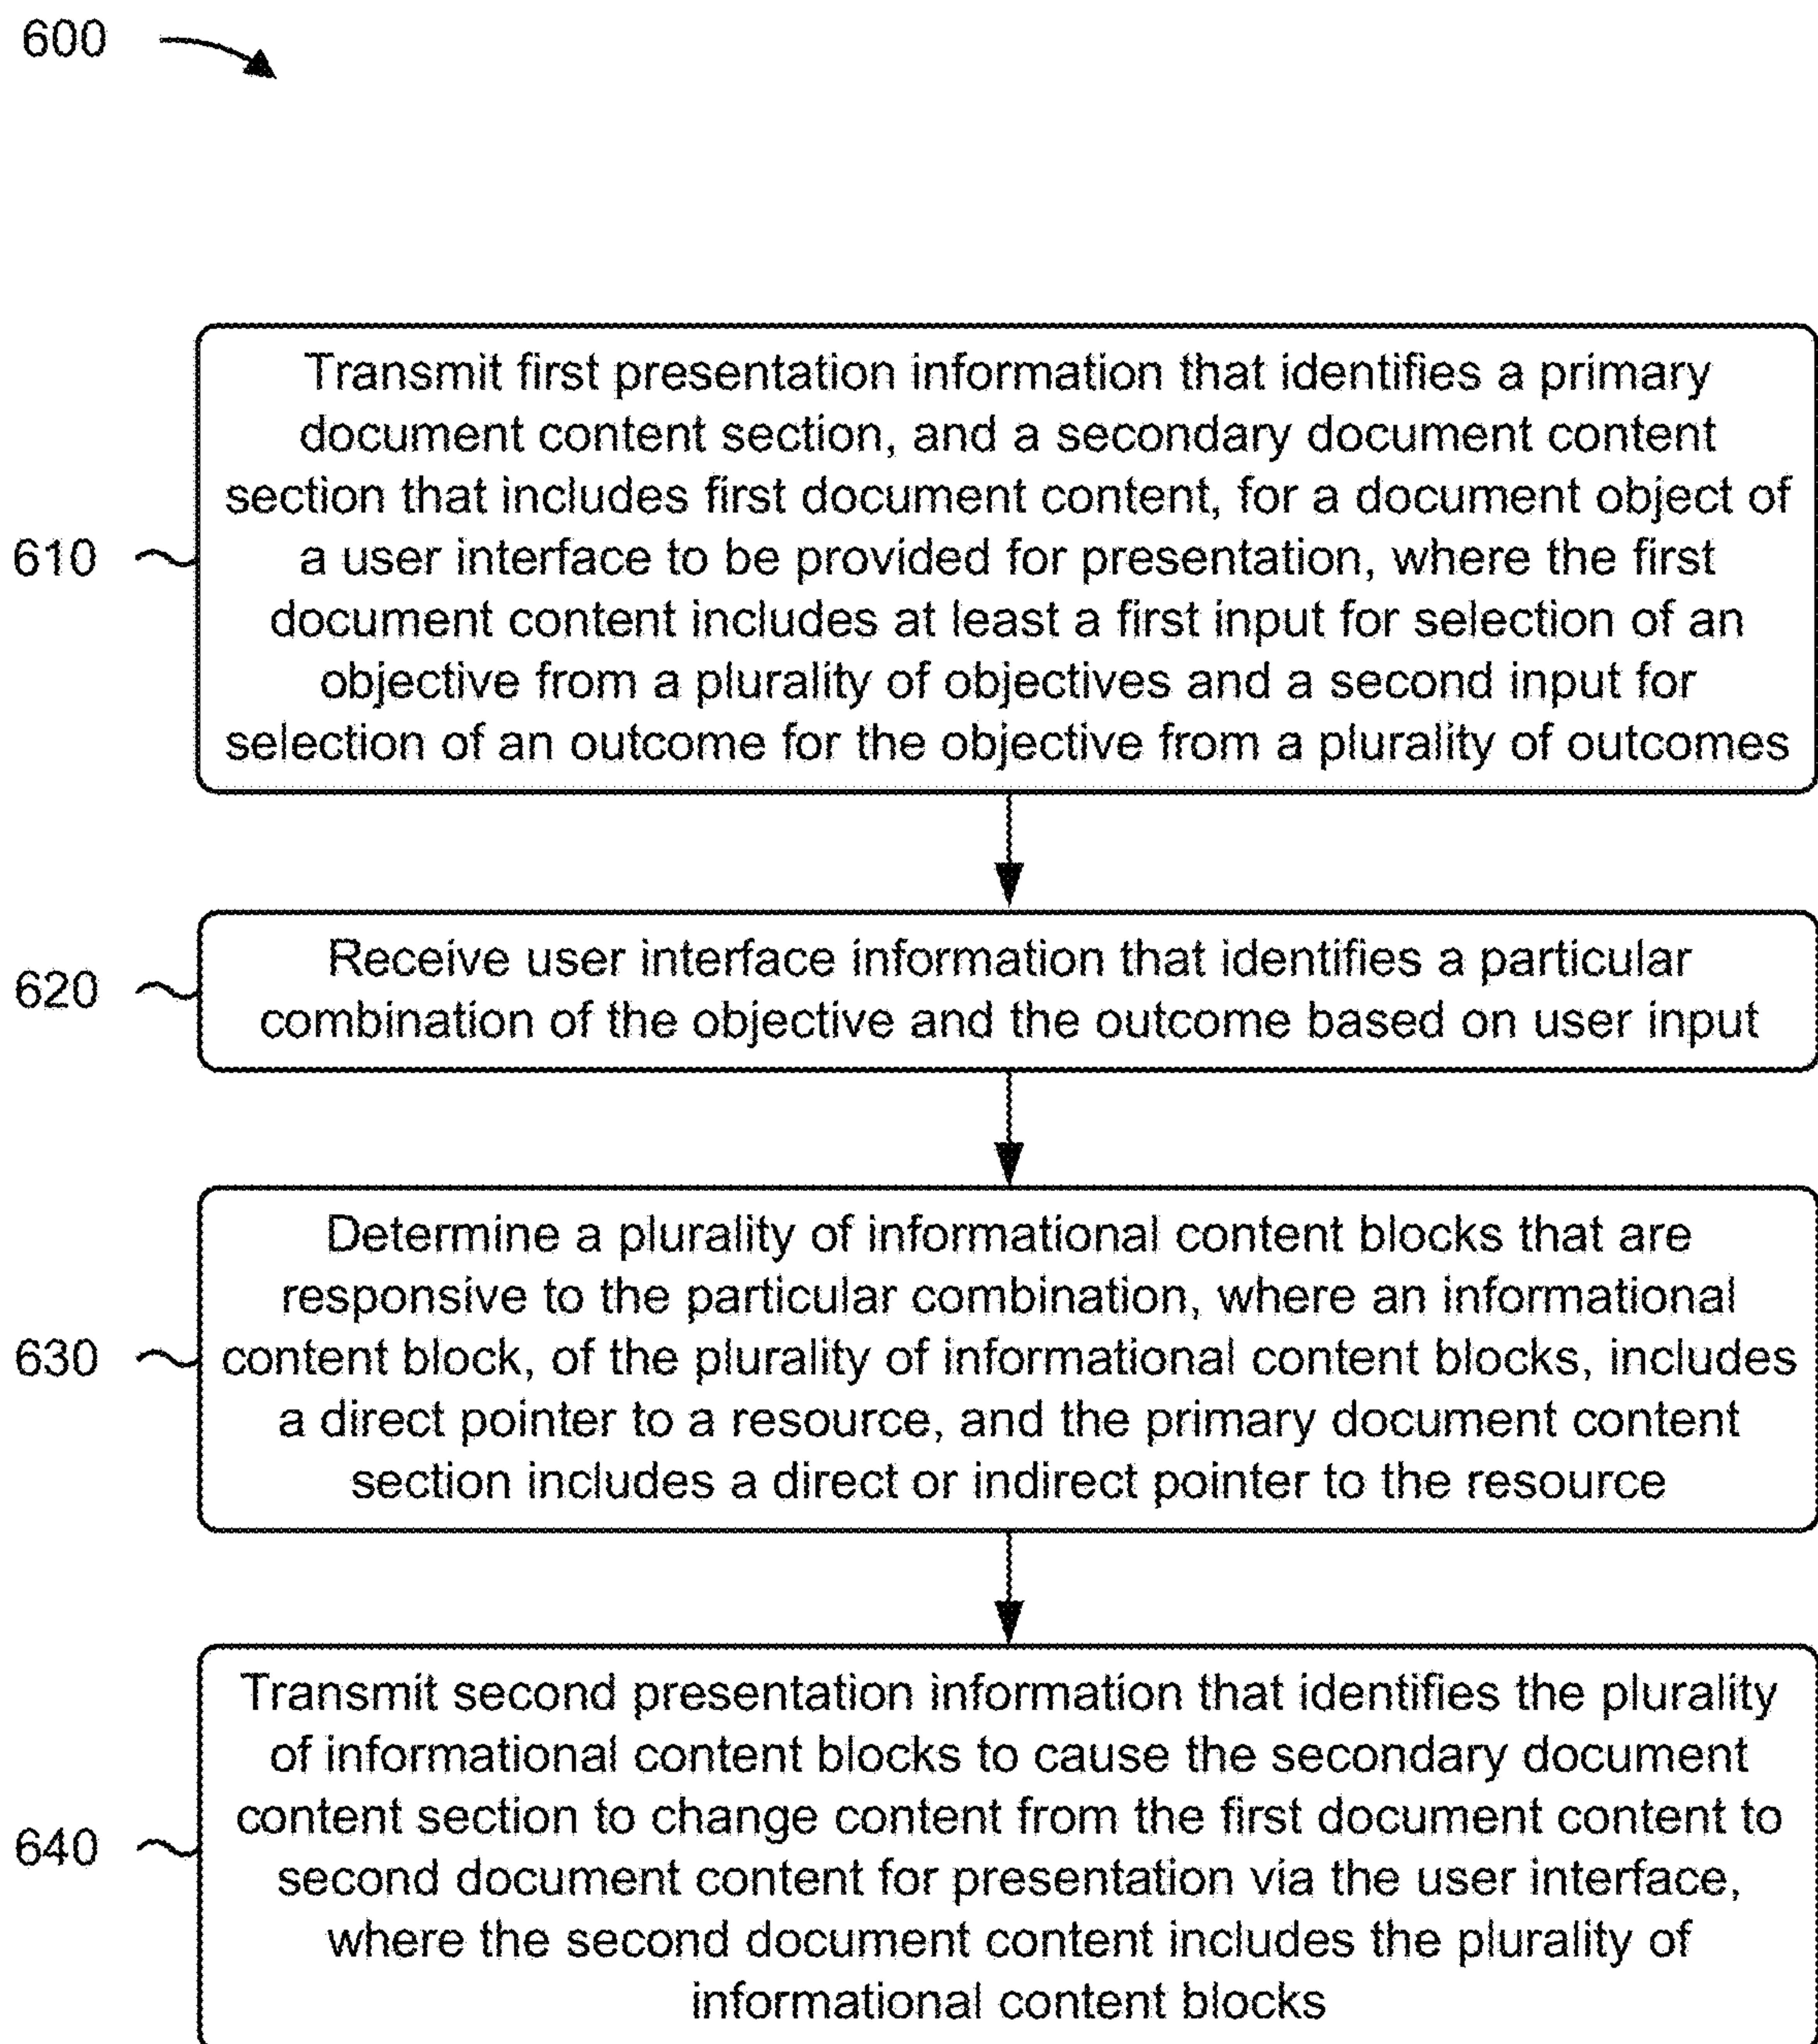 600
Transmit first presentation information that identifies a primary
document content section, and a secondary document content
section that includes first document content, for a document object of
a user interface to be provided for presentation, where the first
document content includes at least a first input for selection of an
objective from a plurality of objectives and a second input for
selection of an outcome for the objective from a plurality of outcomes
610
Receive user interface information that identifies a particular
combination of the objective and the outcome based on user input
620
Determine a plurality of informational content blocks that are
responsive to the particular combination, where an informational
content block, of the plurality of informational content blocks, includes
a direct pointer to a resource, and the primary document content
section includes a direct or indirect pointer to the resource
630
Transmit second presentation information that identifies the plurality
of informational content blocks to cause the secondary document
content section to change content from the first document content to
second document content for presentation via the user interface,
where the second document content includes the plurality of
informational content blocks
640